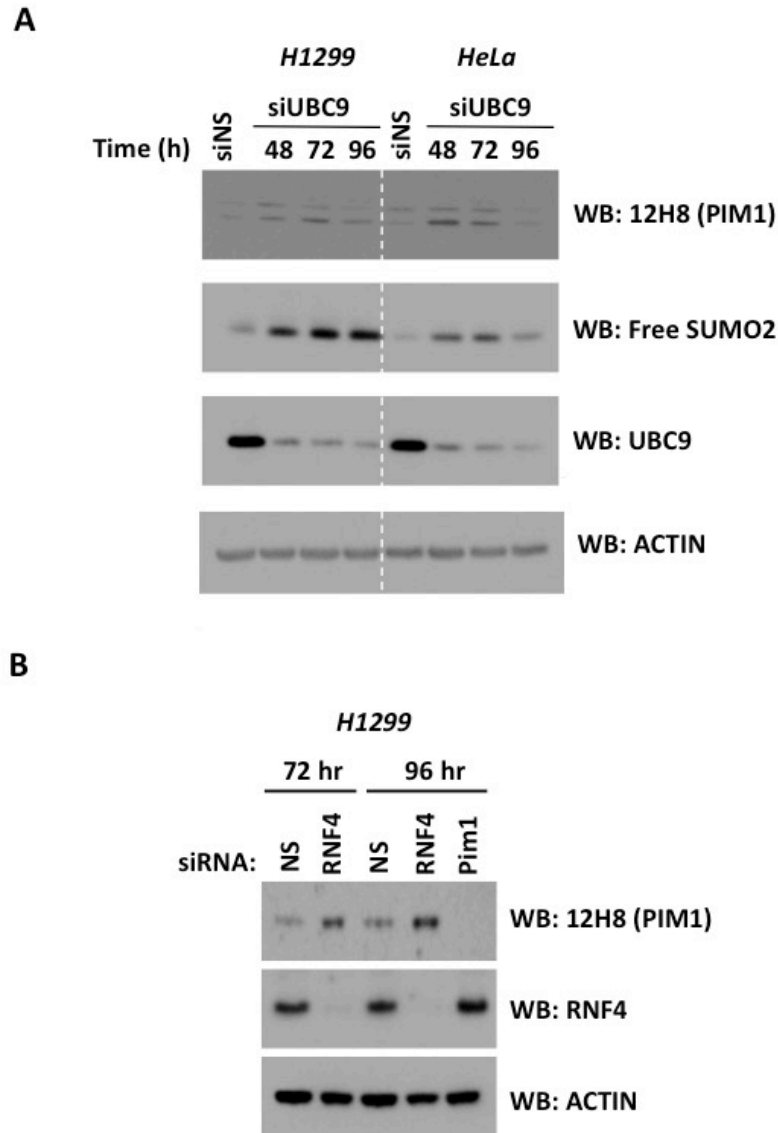 A
H1299 HeLa
siNS siUBC9 siNS siUBC9
Time (h) 48 72 96 48 72 96
WB: 12H8 (PIM1)
WB: Free SUMO2
WB: UBC9
WB: ACTIN
B
H1299
72 hr 96 hr
siRNA: NS RNF4 NS RNF4 Pim1
WB: 12H8 (PIM1)
WB: RNF4
WB: ACTIN